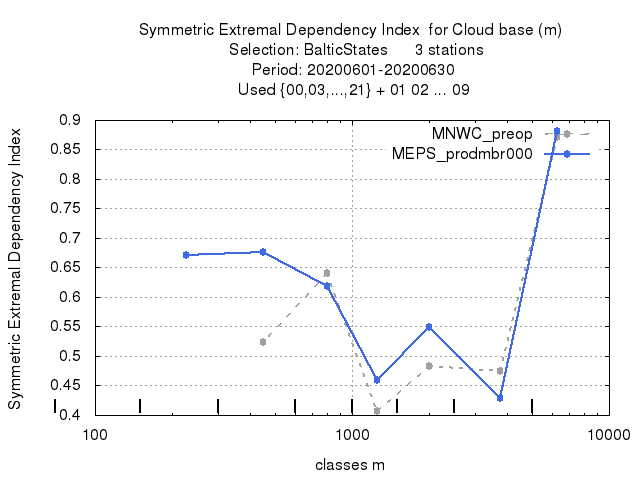 Symmetric Extremal Dependency Index  for Cloud base (m)
Selection: BalticStates      3 stations
Period: 20200601-20200630
Used {00,03,...,21} + 01 02 ... 09
MNWC_preop
MEPS_prodmbr000
Symmetric Extremal Dependency Index
0.9
0.85
0.8
0.75
0.7
0.65
0.6
0.55
0.5
0.45
0.4
100
1000
10000
classes m